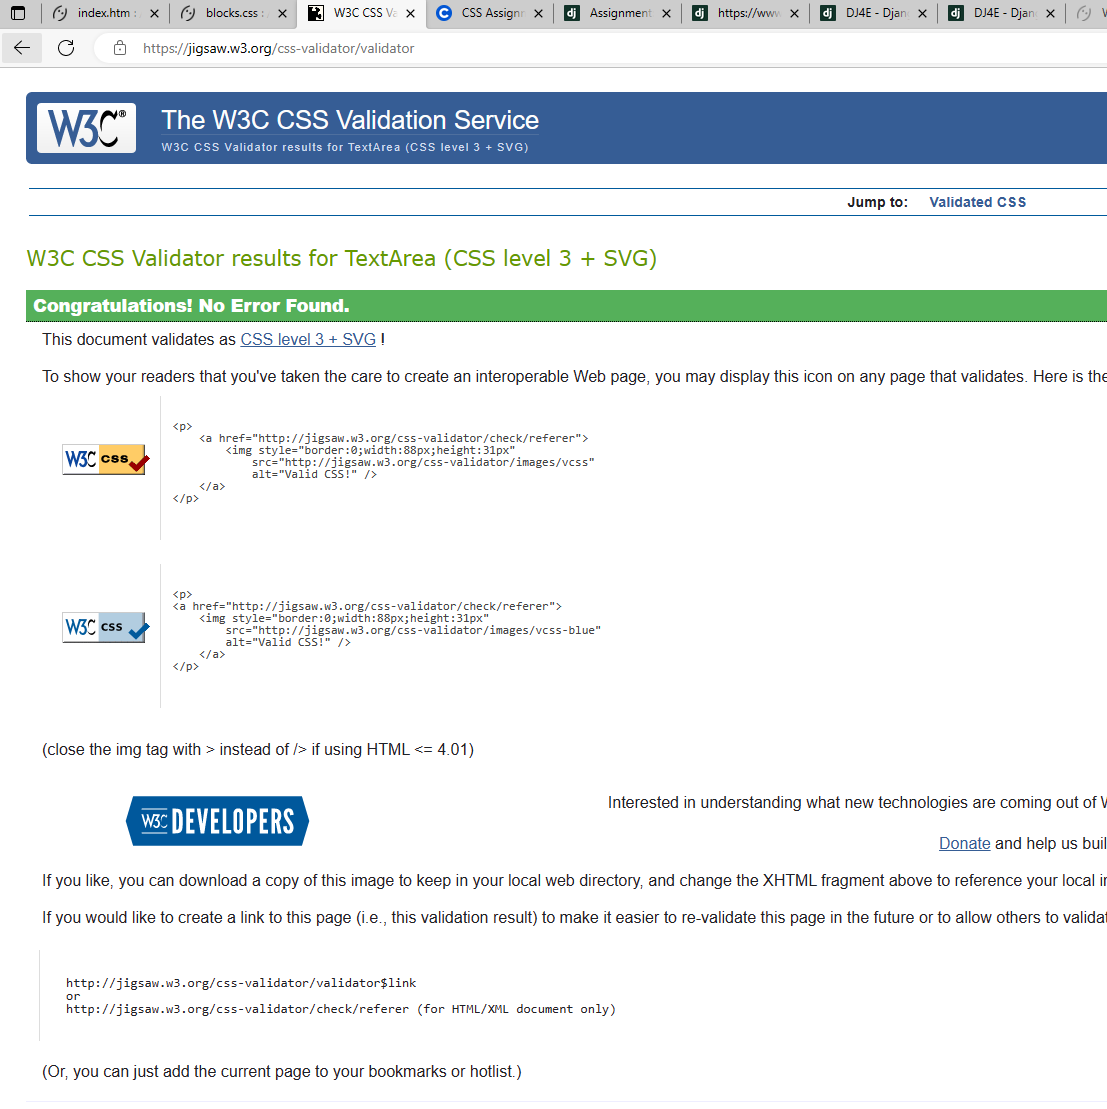 index.htm :
blocks.css :
W3C CSS Va
CSS Assignm
Assignment
https://www
DJ4E - Djan
DJ4E - Djang
https://jigsaw.w3.org/css-validator/validator
W3C®
The W3C CSS Validation Service
W3C CSS Validator results for TextArea (CSS level 3 + SVG)
Jump to: Validated CSS
W3C CSS Validator results for TextArea (CSS level 3 + SVG)
Congratulations! No Error Found.
This document validates as CSS level 3 + SVG !
To show your readers that you've taken the care to create an interoperable Web page, you may display this icon on any page that validates. Here is the
W3C css
<p>
<a href="http://jigsaw.w3.org/css-validator/check/referer">
<img style="border:0;width:88px;height:31px"
src="http://jigsaw.w3.org/css-validator/images/vcss"
alt="Valid CSS!" />
</a>
</p>
W3C css
<p>
<a href="http://jigsaw.w3.org/css-validator/check/referer">
<img style="border:0;width:88px;height:31px"
src="http://jigsaw.w3.org/css-validator/images/vcss-blue"
alt="Valid CSS!" />
</a>
</p>
(close the img tag with > instead of /> if using HTML <= 4.01)
W3C DEVELOPERS
Interested in understanding what new technologies are coming out of W
Donate and help us buil
If you like, you can download a copy of this image to keep in your local web directory, and change the XHTML fragment above to reference your local i
If you would like to create a link to this page (i.e., this validation result) to make it easier to re-validate this page in the future or to allow others to valida
http://jigsaw.w3.org/css-validator/validator$link
or
http://jigsaw.w3.org/css-validator/check/referer (for HTML/XML document only)
(Or, you can just add the current page to your bookmarks or hotlist.)